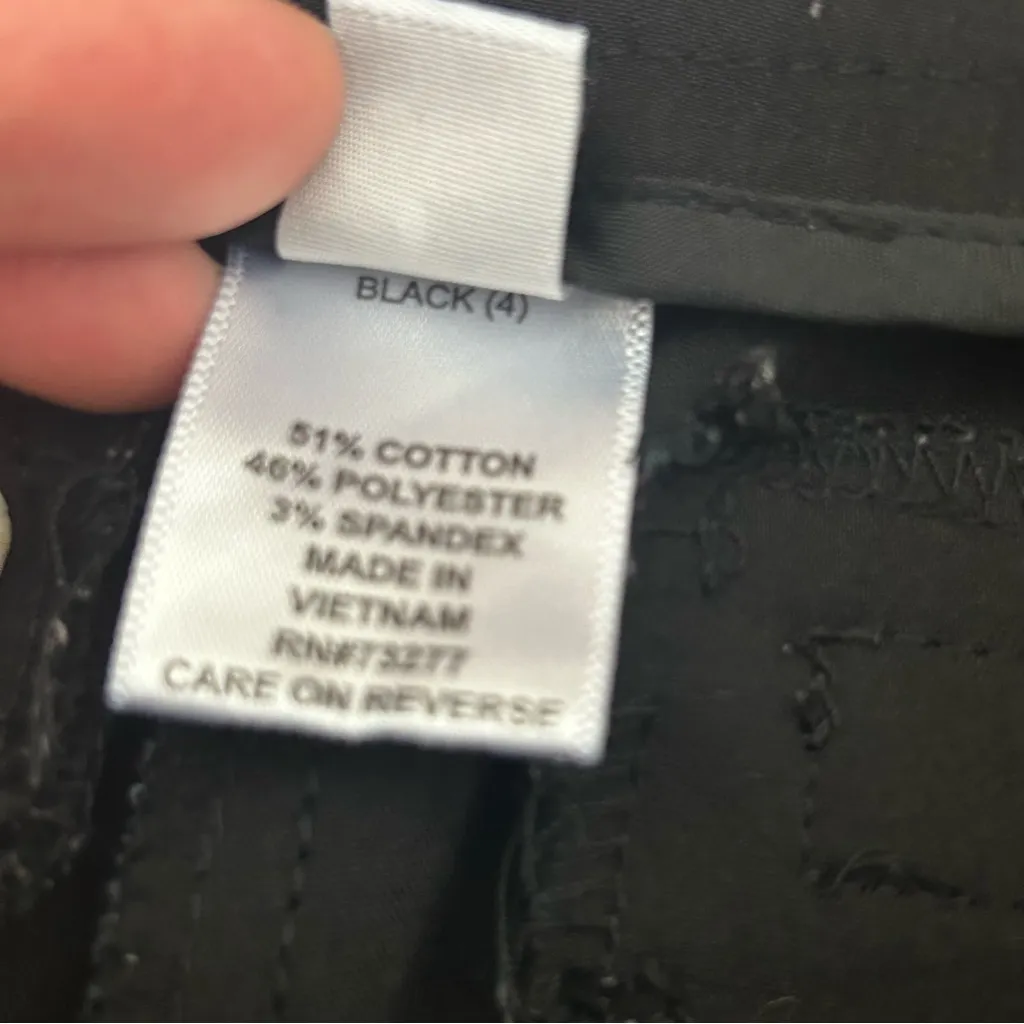 BLACK (4)
51% COTTON
46% POLYESTER
3% SPANDEX
MADE IN
VIETNAM
RN#73277
CARE ON REVERSE